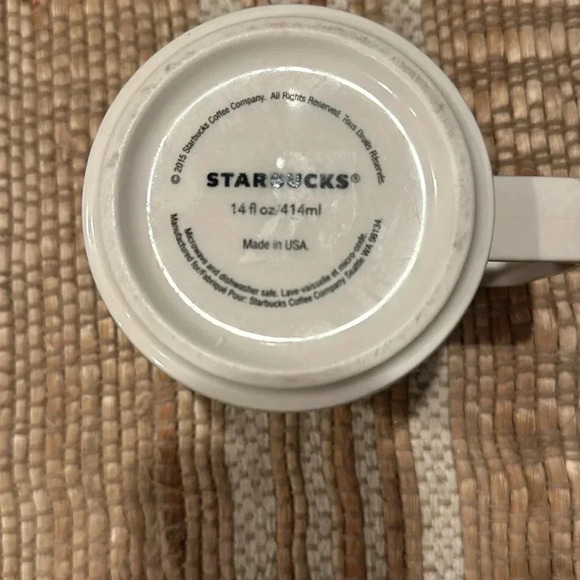 © 2015 Starbucks Coffee Company. All Rights Reserved. Tous Droits Réservés.
STARBUCKS®
14 fl oz/414ml
Made in USA.
Microwave and dishwasher safe. Lave-vaisselle et micro-onde.
Manufactured for/Fabriqué Pour: Starbucks Coffee Company Seattle WA 98134.